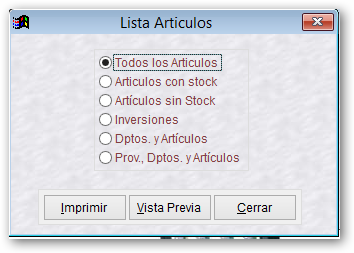 Lista Articulos
Todos los Articulos
Articulos con stock
Artículos sin Stock
Inversiones
Dptos. y Artículos
Prov., Dptos. y Artículos
Imprimir Vista Previa Cerrar